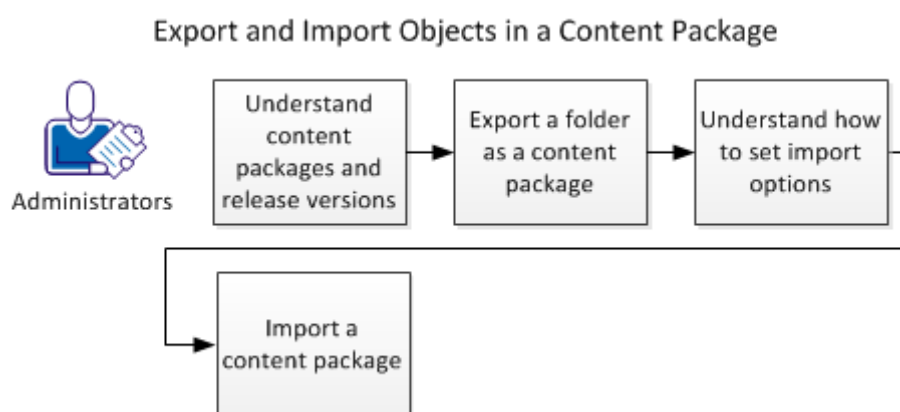 Export and Import Objects in a Content Package
Administrators
Understand
content
packages and
release versions
Export a folder
as a content
package
Understand how
to set import
options
Import a
content package